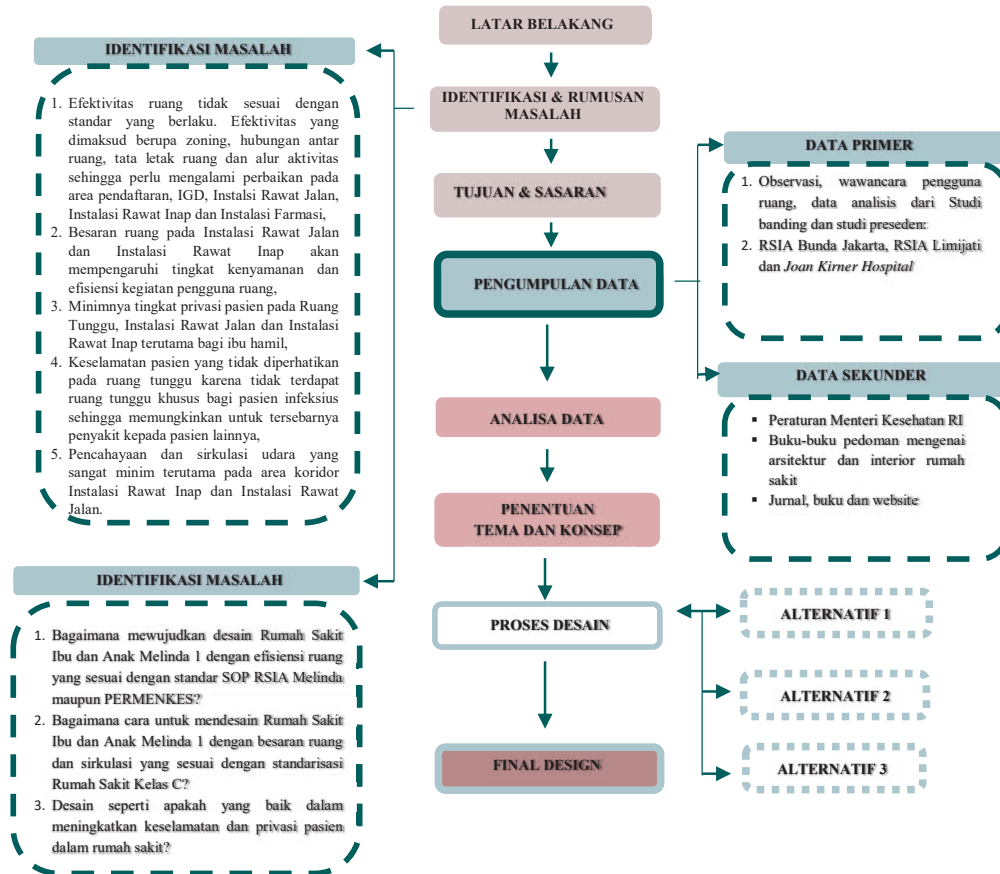 LATAR BELAKANG
IDENTIFIKASI & RUMUSAN
MASALAH
TUJUAN & SASARAN
PENGUMPULAN DATA
ANALISA DATA
PENENTUAN
TEMA DAN KONSEP
PROSES DESAIN
FINAL DESIGN
IDENTIFIKASI MASALAH
1. Efektivitas ruang tidak sesuai dengan
standar yang berlaku. Efektivitas yang
dimaksud berupa zoning, hubungan antar
ruang, tata letak ruang dan alur aktivitas
sehingga perlu mengalami perbaikan pada
area pendaftaran, IGD, Instalsi Rawat Jalan,
Instalasi Rawat Inap dan Instalasi Farmasi,
2. Besaran ruang pada Instalasi Rawat Jalan
dan Instalasi Rawat Inap akan
mempengaruhi tingkat kenyamanan dan
efisiensi kegiatan pengguna ruang,
3. Minimnya tingkat privasi pasien pada Ruang
Tunggu, Instalasi Rawat Jalan dan Instalasi
Rawat Inap terutama bagi ibu hamil,
4. Keselamatan pasien yang tidak diperhatikan
pada ruang tunggu karena tidak terdapat
ruang tunggu khusus bagi pasien infeksius
sehingga memungkinkan untuk tersebarnya
penyakit kepada pasien lainnya,
5. Pencahayaan dan sirkulasi udara yang
sangat minim terutama pada area koridor
Instalasi Rawat Inap dan Instalasi Rawat
Jalan.
IDENTIFIKASI MASALAH
1. Bagaimana mewujudkan desain Rumah Sakit
Ibu dan Anak Melinda 1 dengan efisiensi ruang
yang sesuai dengan standar SOP RSIA Melinda
maupun PERMENKES?
2. Bagaimana cara untuk mendesain Rumah Sakit
Ibu dan Anak Melinda 1 dengan besaran ruang
dan sirkulasi yang sesuai dengan standarisasi
Rumah Sakit Kelas C?
3. Desain seperti apakah yang baik dalam
meningkatkan keselamatan dan privasi pasien
dalam rumah sakit?
DATA PRIMER
1. Observasi, wawancara pengguna
ruang, data analisis dari Studi
banding dan studi preseden:
2. RSIA Bunda Jakarta, RSIA Limijati
dan Joan Kirner Hospital
DATA SEKUNDER
▪ Peraturan Menteri Kesehatan RI
▪ Buku-buku pedoman mengenai
arsitektur dan interior rumah
sakit
▪ Jurnal, buku dan website
ALTERNATIF 1
ALTERNATIF 2
ALTERNATIF 3